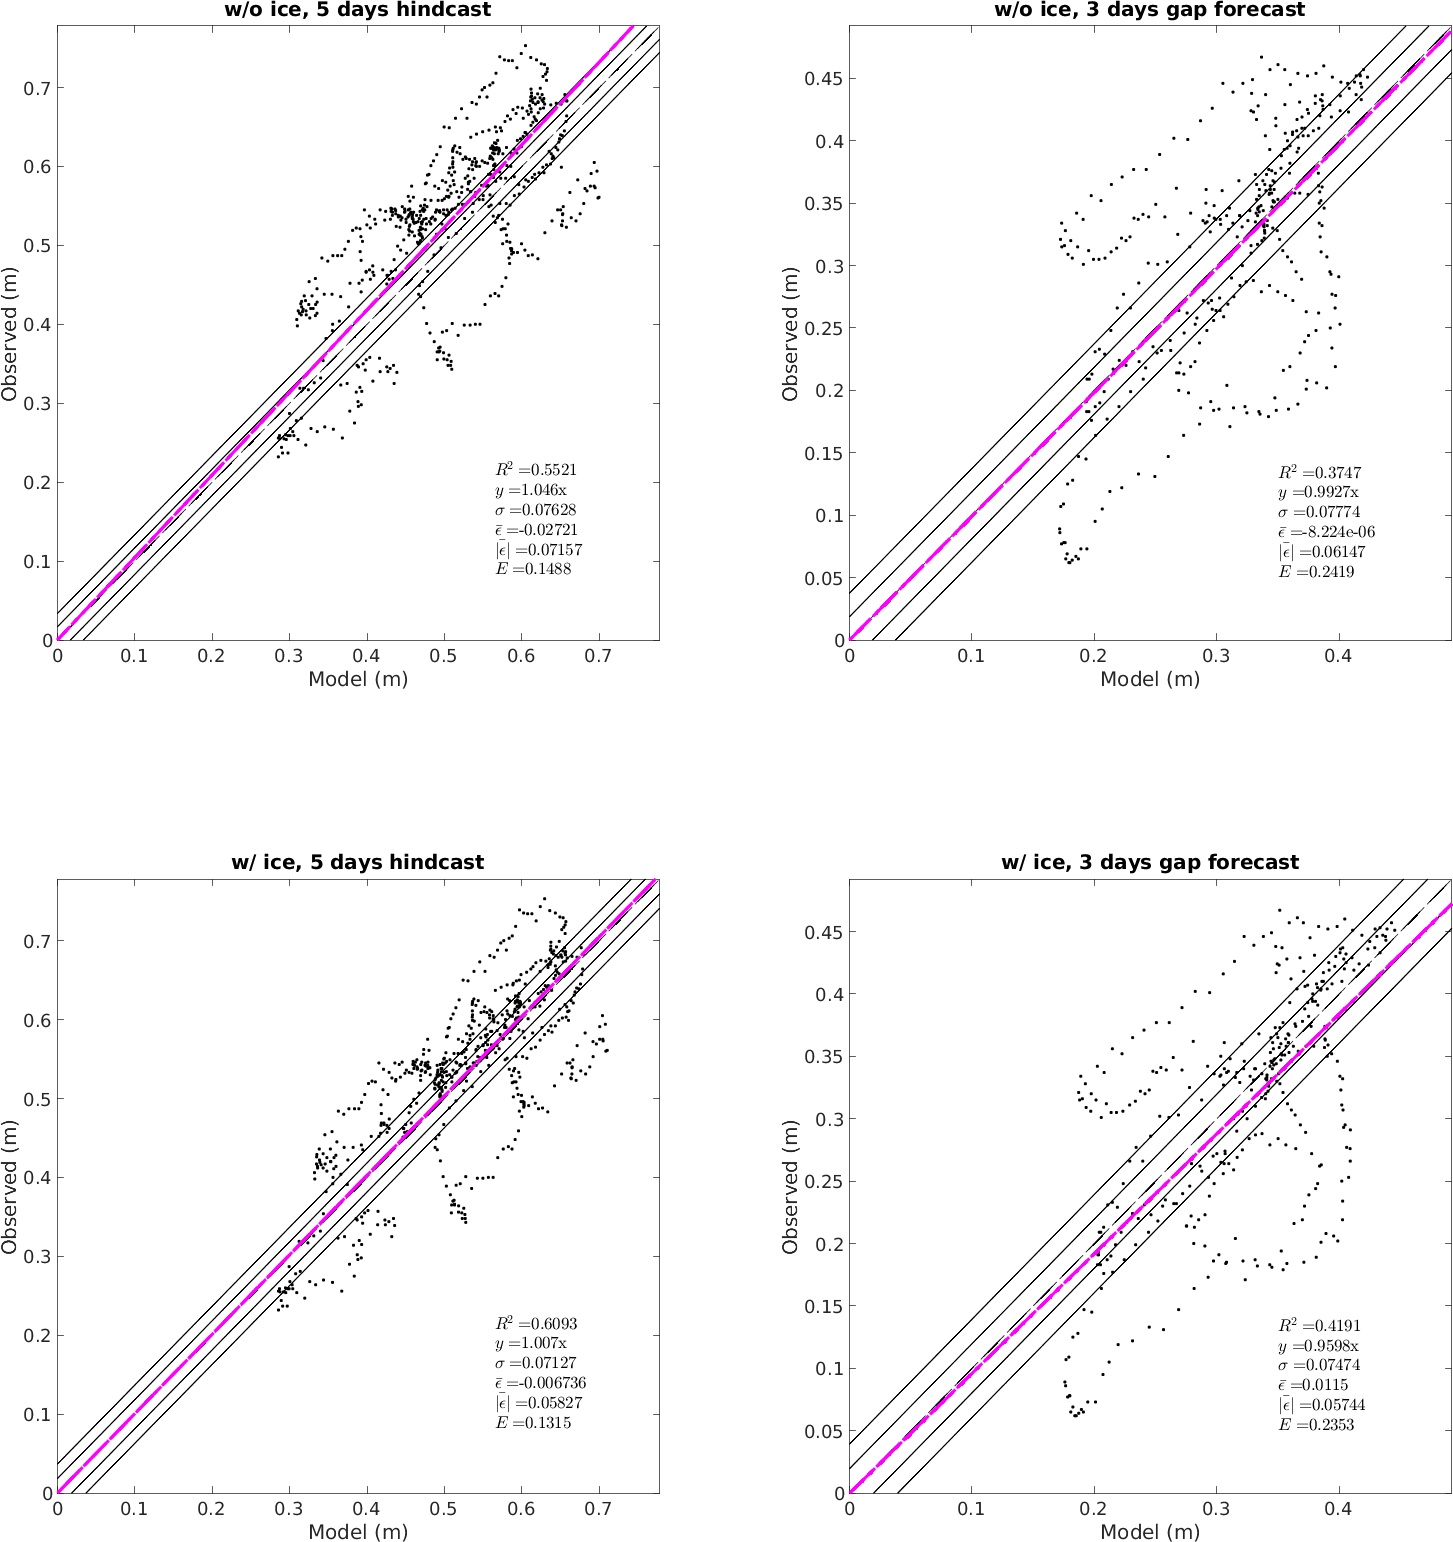 w/o ice, 5 days hindcast
Observed (m)
0.7
0.6
0.5
0.4
0.3
0.2
0.1
0
R² =0.5521
y =1.046x
σ =0.07628
ϵ̄ =-0.02721
|ϵ̄| =0.07157
E =0.1488
0 0.1 0.2 0.3 0.4 0.5 0.6 0.7
Model (m)
w/o ice, 3 days gap forecast
Observed (m)
0.45
0.4
0.35
0.3
0.25
0.2
0.15
0.1
0.05
0
R² =0.3747
y =0.9927x
σ =0.07774
ϵ̄ =-8.224e-06
|ϵ̄| =0.06147
E =0.2419
0 0.1 0.2 0.3 0.4
Model (m)
w/ ice, 5 days hindcast
Observed (m)
0.7
0.6
0.5
0.4
0.3
0.2
0.1
0
R² =0.6093
y =1.007x
σ =0.07127
ϵ̄ =-0.006736
|ϵ̄| =0.05827
E =0.1315
0 0.1 0.2 0.3 0.4 0.5 0.6 0.7
Model (m)
w/ ice, 3 days gap forecast
Observed (m)
0.45
0.4
0.35
0.3
0.25
0.2
0.15
0.1
0.05
0
R² =0.4191
y =0.9598x
σ =0.07474
ϵ̄ =0.0115
|ϵ̄| =0.05744
E =0.2353
0 0.1 0.2 0.3 0.4
Model (m)